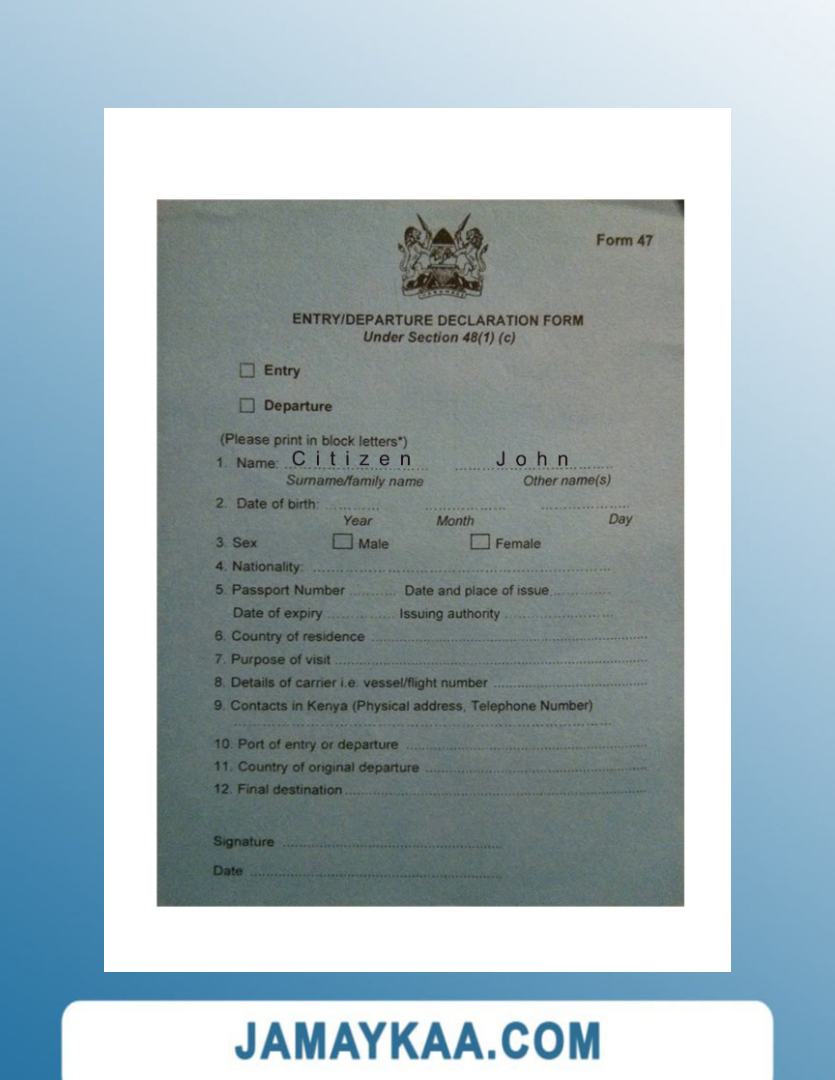 Form 47
ENTRY/DEPARTURE DECLARATION FORM
Under Section 48(1) (c)
Entry
Departure
(Please print in block letters*)
1. Name: Citizen John
Surname/family name Other name(s)
2. Date of birth:
Year Month Day
3. Sex Male Female
4. Nationality:
5. Passport Number Date and place of issue
Date of expiry Issuing authority
6. Country of residence
7. Purpose of visit
8. Details of carrier i.e. vessel/flight number
9. Contacts in Kenya (Physical address, Telephone Number)
10. Port of entry or departure
11. Country of original departure
12. Final destination
Signature
Date
JAMAYKAA.COM